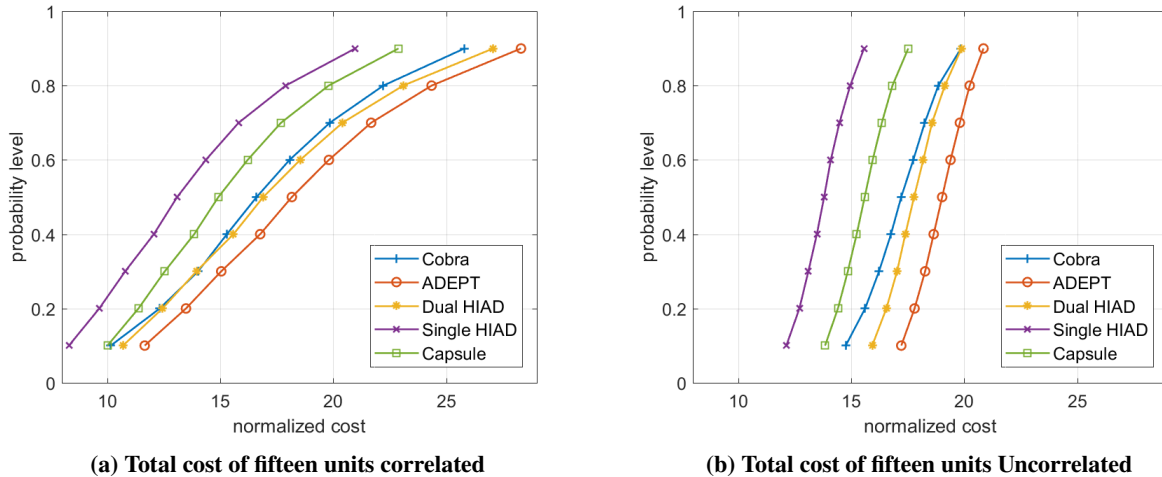 1
0.8
0.6
0.4
0.2
0
probability level
10
15
20
25
normalized cost
Cobra
ADEPT
Dual HIAD
Single HIAD
Capsule
(a) Total cost of fifteen units correlated
1
0.8
0.6
0.4
0.2
0
probability level
10
15
20
25
normalized cost
Cobra
ADEPT
Dual HIAD
Single HIAD
Capsule
(b) Total cost of fifteen units Uncorrelated